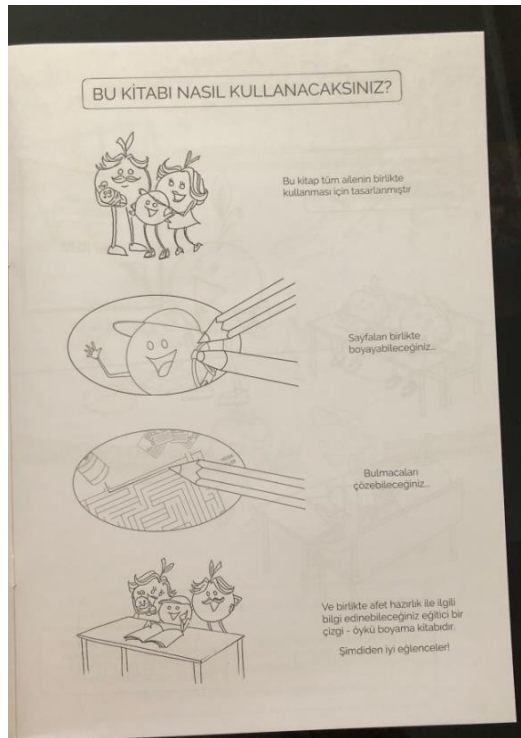 BU KİTABI NASIL KULLANACAKSINIZ?
Bu kitap tüm ailenin birlikte
kullanması için tasarlanmıştır
Sayfaları birlikte
boyayabileceğiniz...
Bulmacaları
çözebileceğiniz...
Ve birlikte afet hazırlık ile ilgili
bilgi edinebileceğiniz eğitici bir
çizgi - öykü boyama kitabıdır.
Şimdiden iyi eğlenceler!